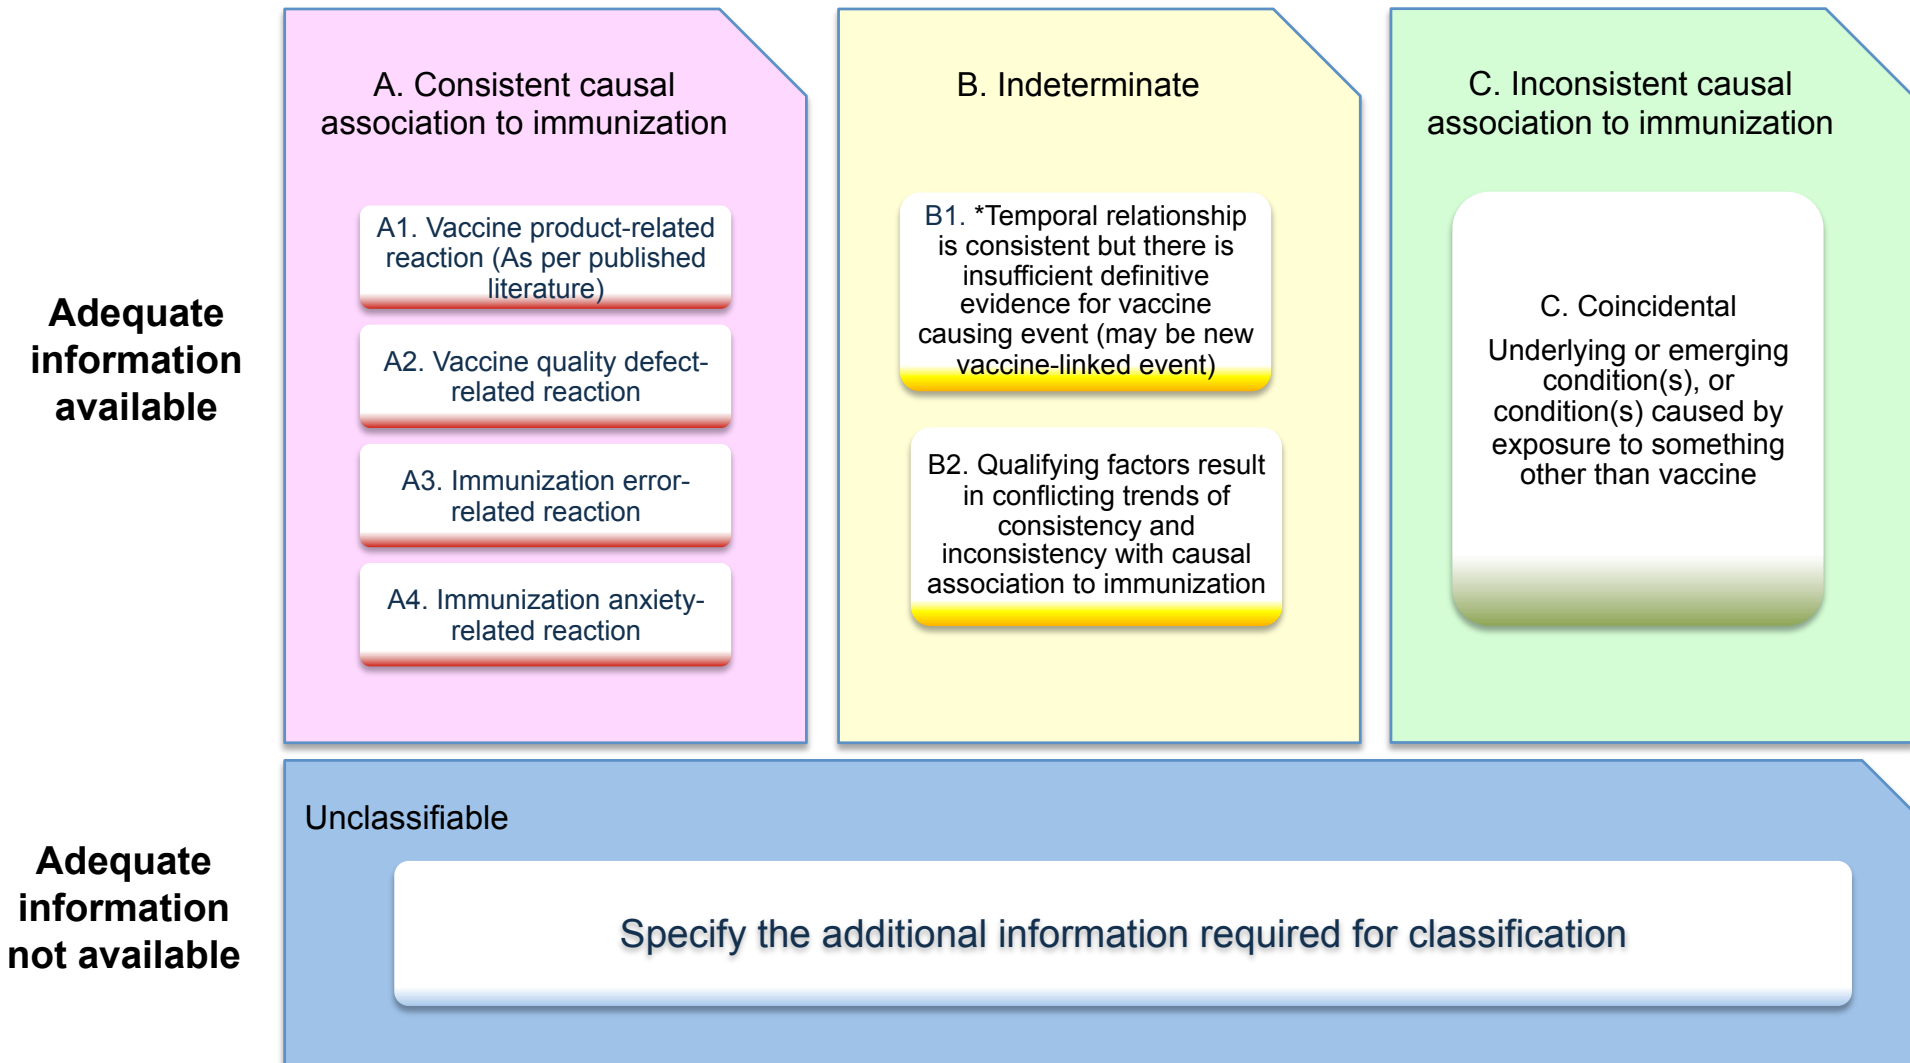 Adequate
information
available
A. Consistent causal
association to immunization
A1. Vaccine product-related
reaction (As per published
literature)
A2. Vaccine quality defect-
related reaction
A3. Immunization error-
related reaction
A4. Immunization anxiety-
related reaction
B. Indeterminate
B1. *Temporal relationship
is consistent but there is
insufficient definitive
evidence for vaccine
causing event (may be new
vaccine-linked event)
B2. Qualifying factors result
in conflicting trends of
consistency and
inconsistency with causal
association to immunization
C. Inconsistent causal
association to immunization
C. Coincidental
Underlying or emerging
condition(s), or
condition(s) caused by
exposure to something
other than vaccine
Adequate
information
not available
Unclassifiable
Specify the additional information required for classification